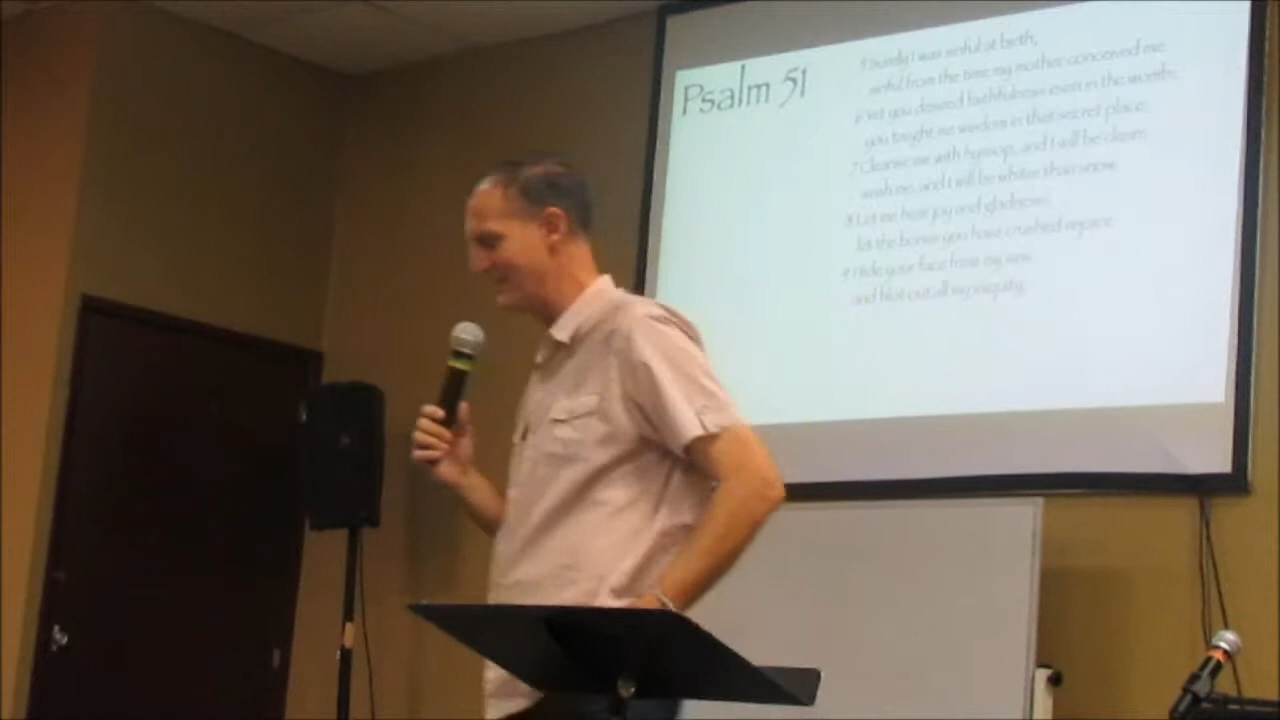 Psalm 51
5 Surely I was sinful at birth,
sinful from the time my mother conceived me.
6 Yet you desired faithfulness even in the womb;
you taught me wisdom in that secret place.
7 Cleanse me with hyssop, and I will be clean;
wash me, and I will be whiter than snow.
8 Let me hear joy and gladness;
let the bones you have crushed rejoice.
9 Hide your face from my sins
and blot out all my iniquity.